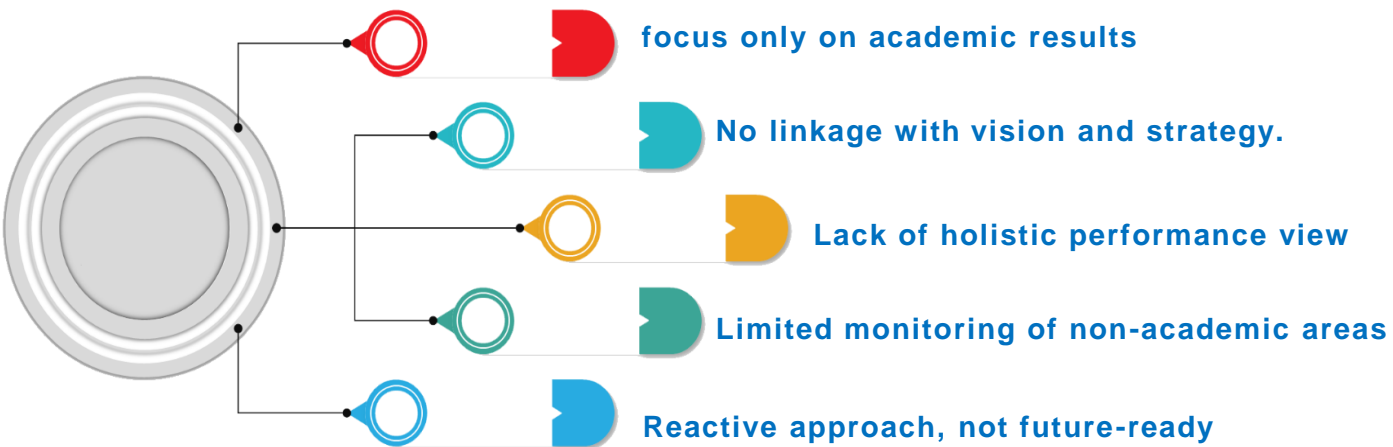 focus only on academic results
No linkage with vision and strategy.
Lack of holistic performance view
Limited monitoring of non-academic areas
Reactive approach, not future-ready